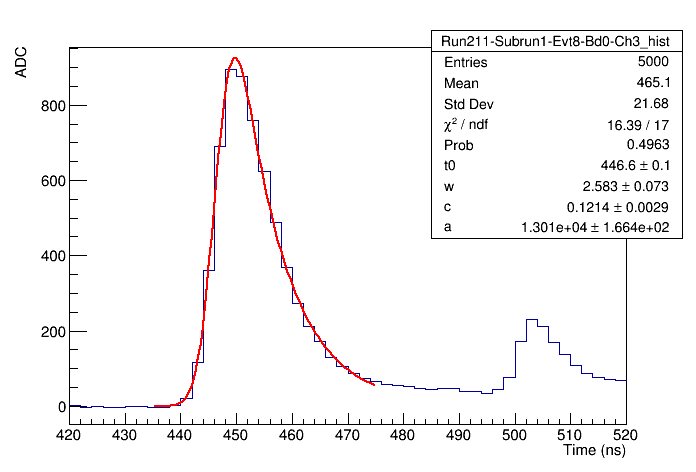 Run211-Subrun1-Evt8-Bd0-Ch3_hist
Entries 5000
Mean 465.1
Std Dev 21.68
χ² / ndf 16.39 / 17
Prob 0.4963
t0 446.6 ± 0.1
w 2.583 ± 0.073
c 0.1214 ± 0.0029
a 1.301e+04 ± 1.664e+02
ADC
800
600
400
200
0
420 430 440 450 460 470 480 490 500 510 520
Time (ns)